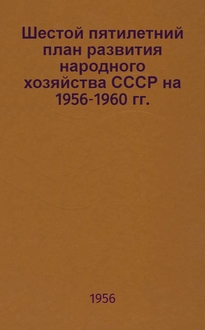 Шестой пятилетний
план развития
народного
хозяйства СССР на
1956-1960 гг.
1956